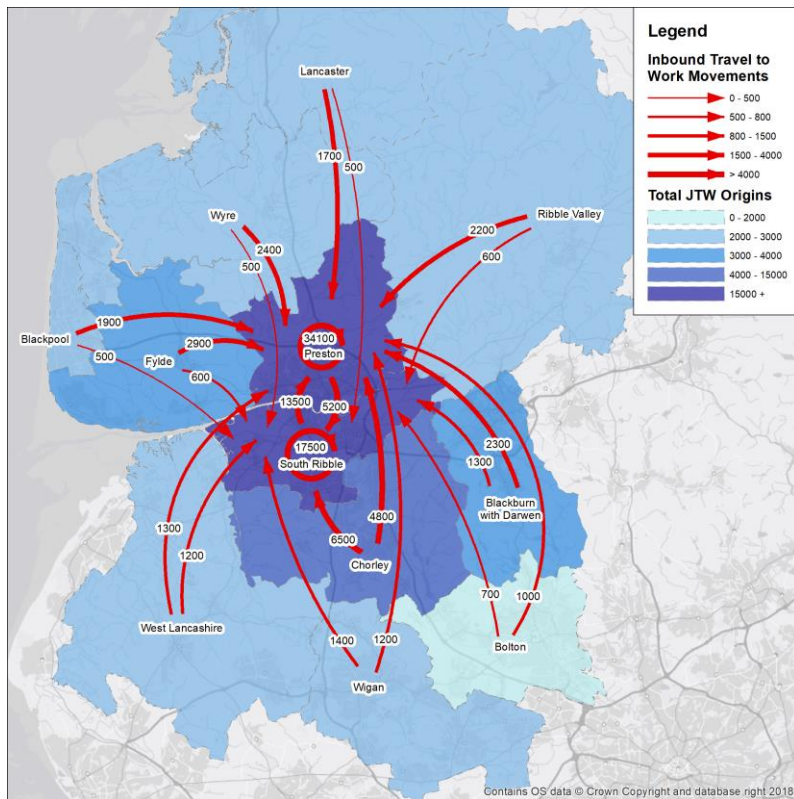 Legend
Inbound Travel to
Work Movements
0 - 500
500 - 800
800 - 1500
1500 - 4000
> 4000
Total JTW Origins
0 - 2000
2000 - 3000
3000 - 4000
4000 - 15000
15000 +
Lancaster
1700
500
Wyre
2400
500
Ribble Valley
2200
600
Blackpool
1900
500
Fylde
2900
600
34100
Preston
13500
5200
17500
South Ribble
2300
1300
Blackburn
with Darwen
4800
6500
Chorley
1300
1200
West Lancashire
1400
1200
Wigan
700
1000
Bolton
Contains OS data © Crown Copyright and database right 2018